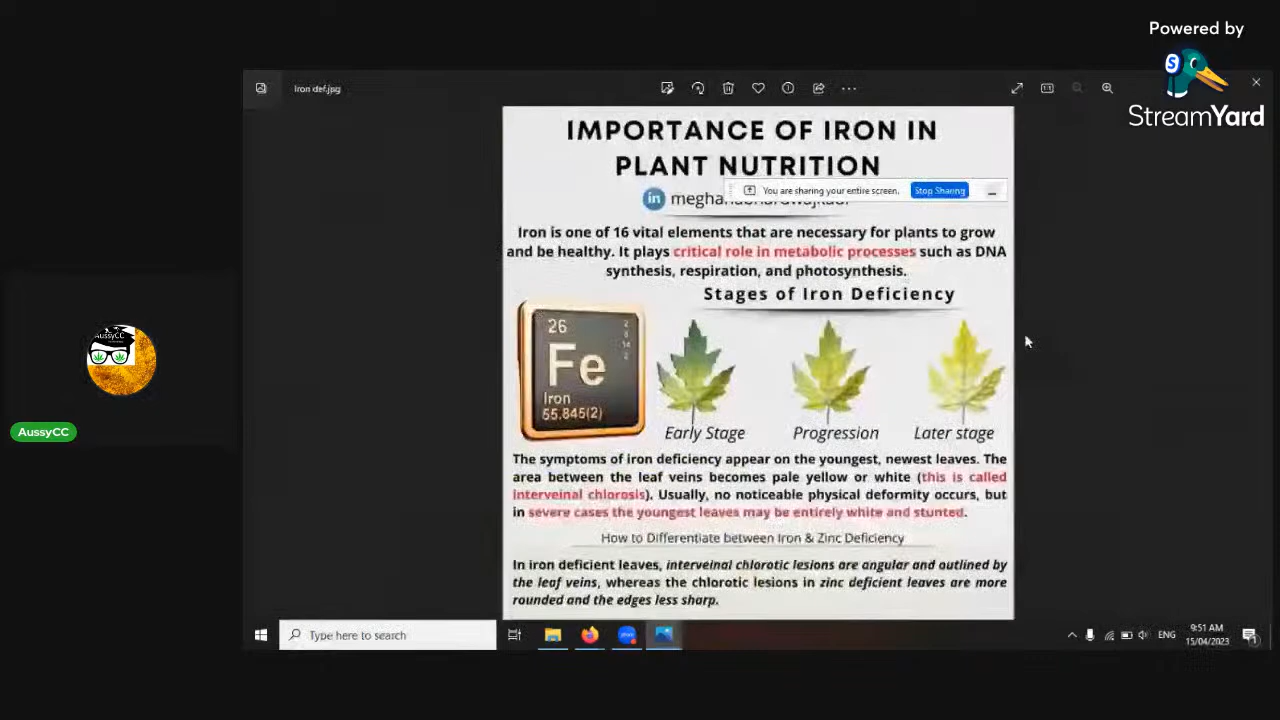 Powered by
StreamYard
Iron def.jpg
IMPORTANCE OF IRON IN
PLANT NUTRITION
You are sharing your entire screen. Stop Sharing
in
Iron is one of 16 vital elements that are necessary for plants to grow
and be healthy. It plays critical role in metabolic processes such as DNA
synthesis, respiration, and photosynthesis.
Stages of Iron Deficiency
26
2
8
14
2
Fe
Iron
55.845(2)
Early Stage
Progression
Later stage
The symptoms of iron deficiency appear on the youngest, newest leaves. The
area between the leaf veins becomes pale yellow or white (this is called
interveinal chlorosis). Usually, no noticeable physical deformity occurs, but
in severe cases the youngest leaves may be entirely white and stunted.
How to Differentiate between Iron & Zinc Deficiency
In iron deficient leaves, interveinal chlorotic lesions are angular and outlined by
the leaf veins, whereas the chlorotic lesions in zinc deficient leaves are more
rounded and the edges less sharp.
AussyCC
AussyCC
Type here to search
ENG
9:51 AM
15/04/2023